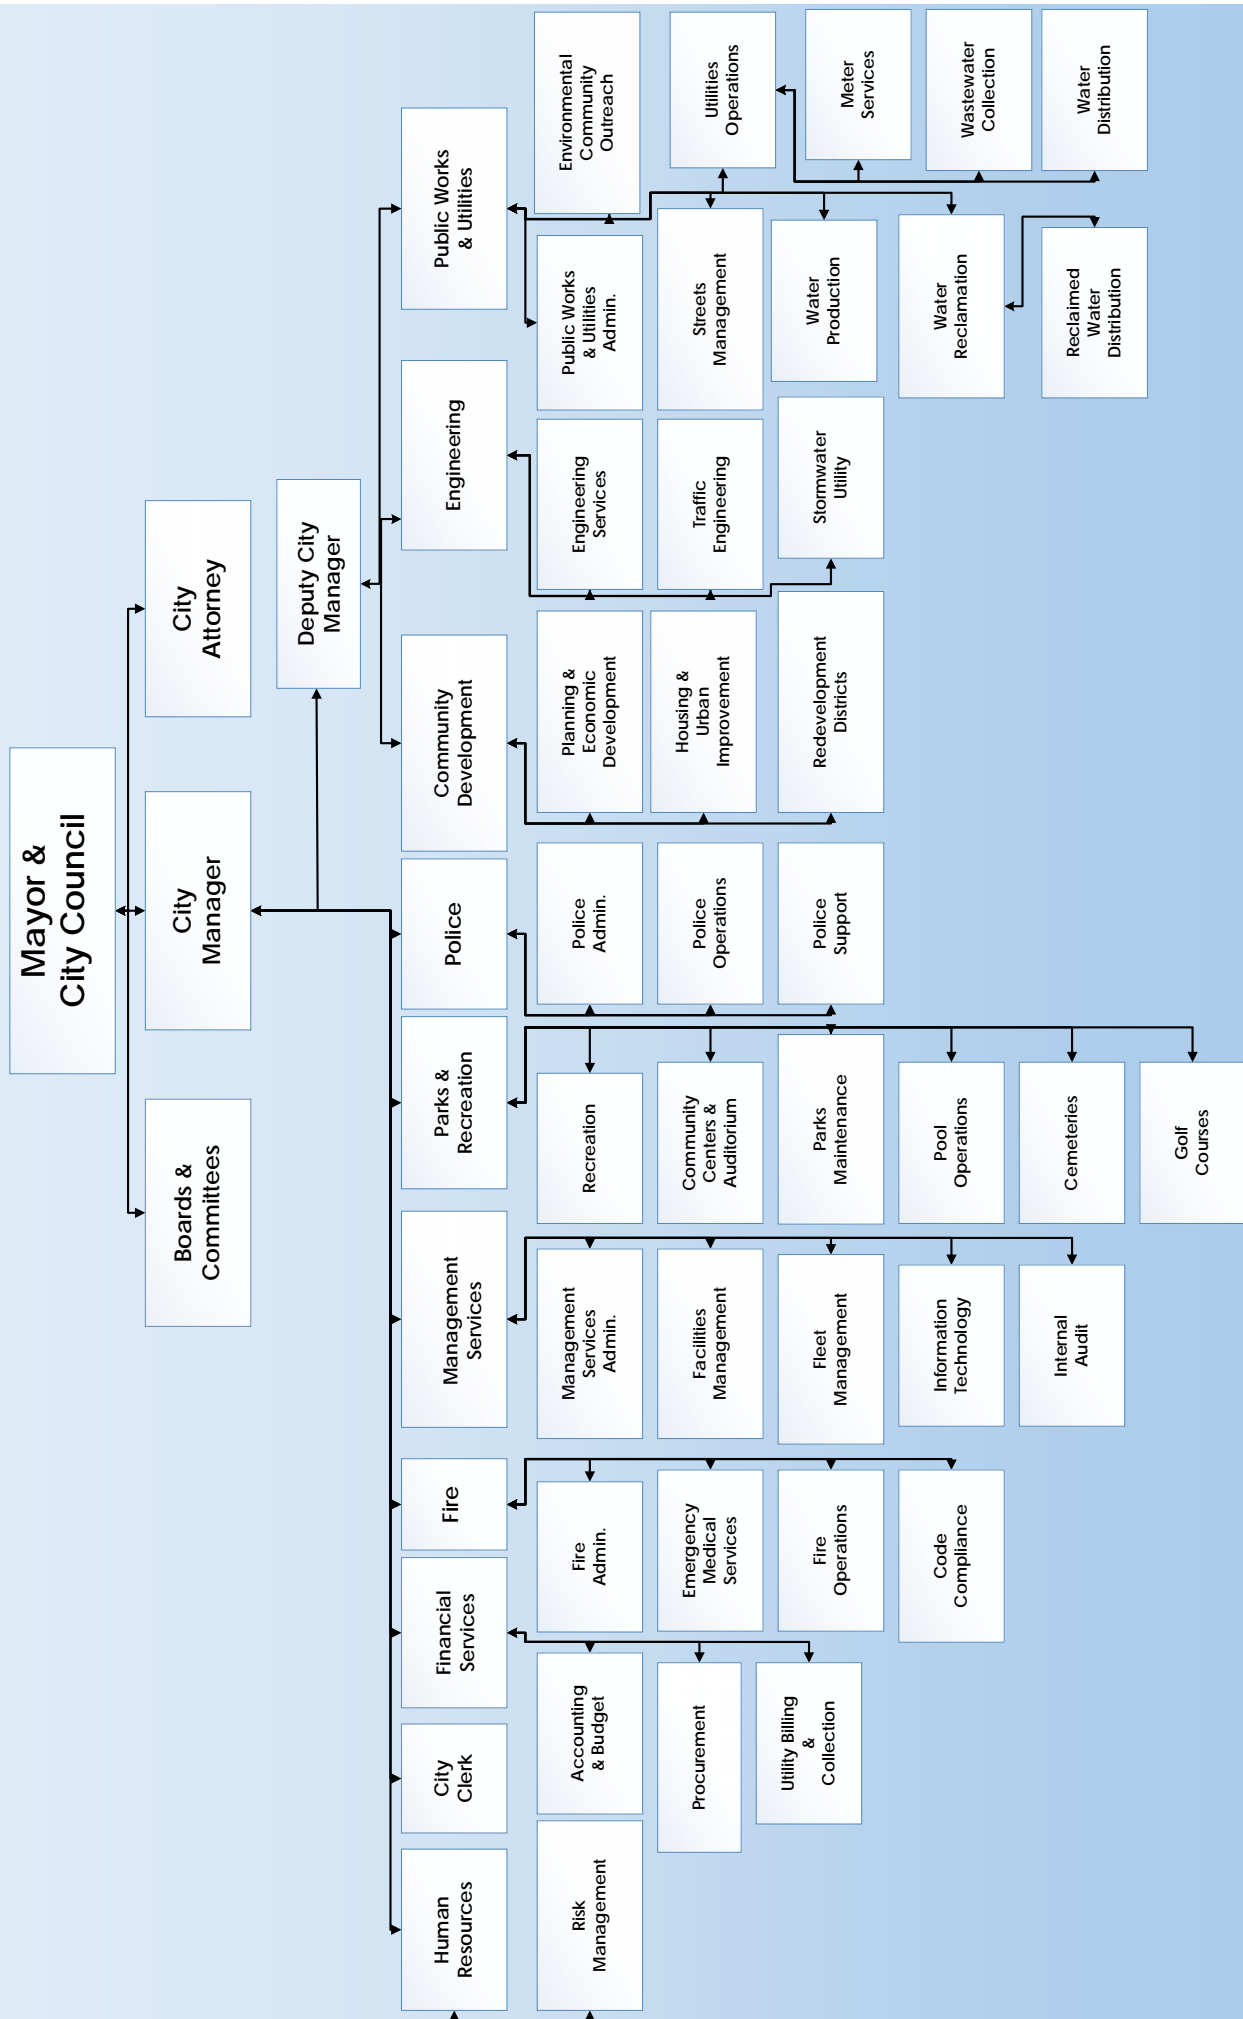 Mayor &
City Council
Boards &
Committees
City
Manager
City
Attorney
Deputy City
Manager
Human
Resources
City
Clerk
Financial
Services
Fire
Management
Services
Parks &
Recreation
Police
Community
Development
Engineering
Public Works
& Utilities
Risk
Management
Accounting
& Budget
Procurement
Utility Billing
&
Collection
Fire
Admin.
Emergency
Medical
Services
Fire
Operations
Code
Compliance
Management
Services
Admin.
Facilities
Management
Fleet
Management
Information
Technology
Internal
Audit
Recreation
Community
Centers &
Auditorium
Parks
Maintenance
Pool
Operations
Cemeteries
Golf
Courses
Police
Admin.
Police
Operations
Police
Support
Planning &
Economic
Development
Housing &
Urban
Improvement
Redevelopment
Districts
Engineering
Services
Traffic
Engineering
Stormwater
Utility
Public Works
& Utilities
Admin.
Environmental
Community
Outreach
Streets
Management
Utilities
Operations
Water
Production
Meter
Services
Water
Reclamation
Wastewater
Collection
Reclaimed
Water
Distribution
Water
Distribution